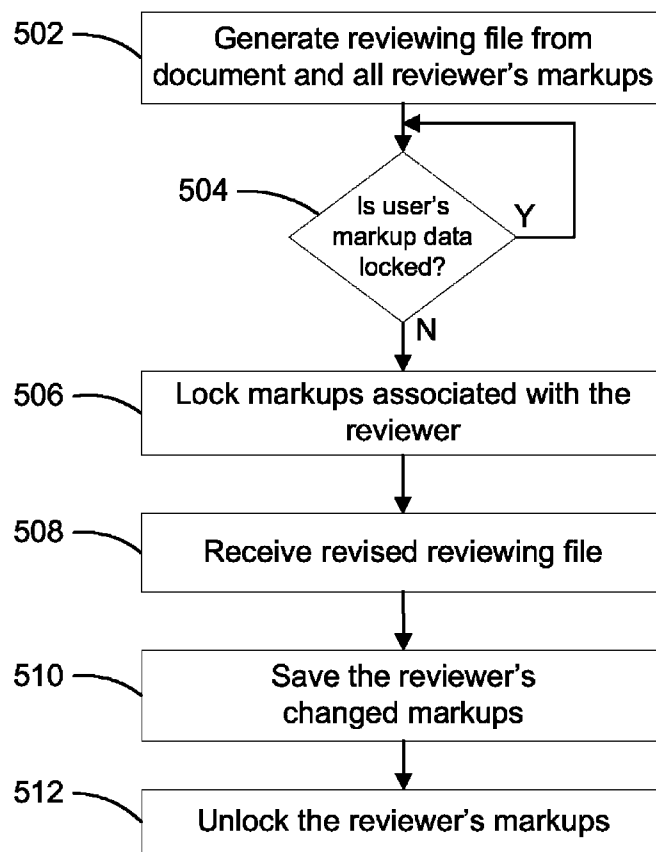 502
Generate reviewing file from
document and all reviewer's markups
504
Is user's
markup data
locked?
Y
N
506
Lock markups associated with the
reviewer
508
Receive revised reviewing file
510
Save the reviewer's
changed markups
512
Unlock the reviewer's markups